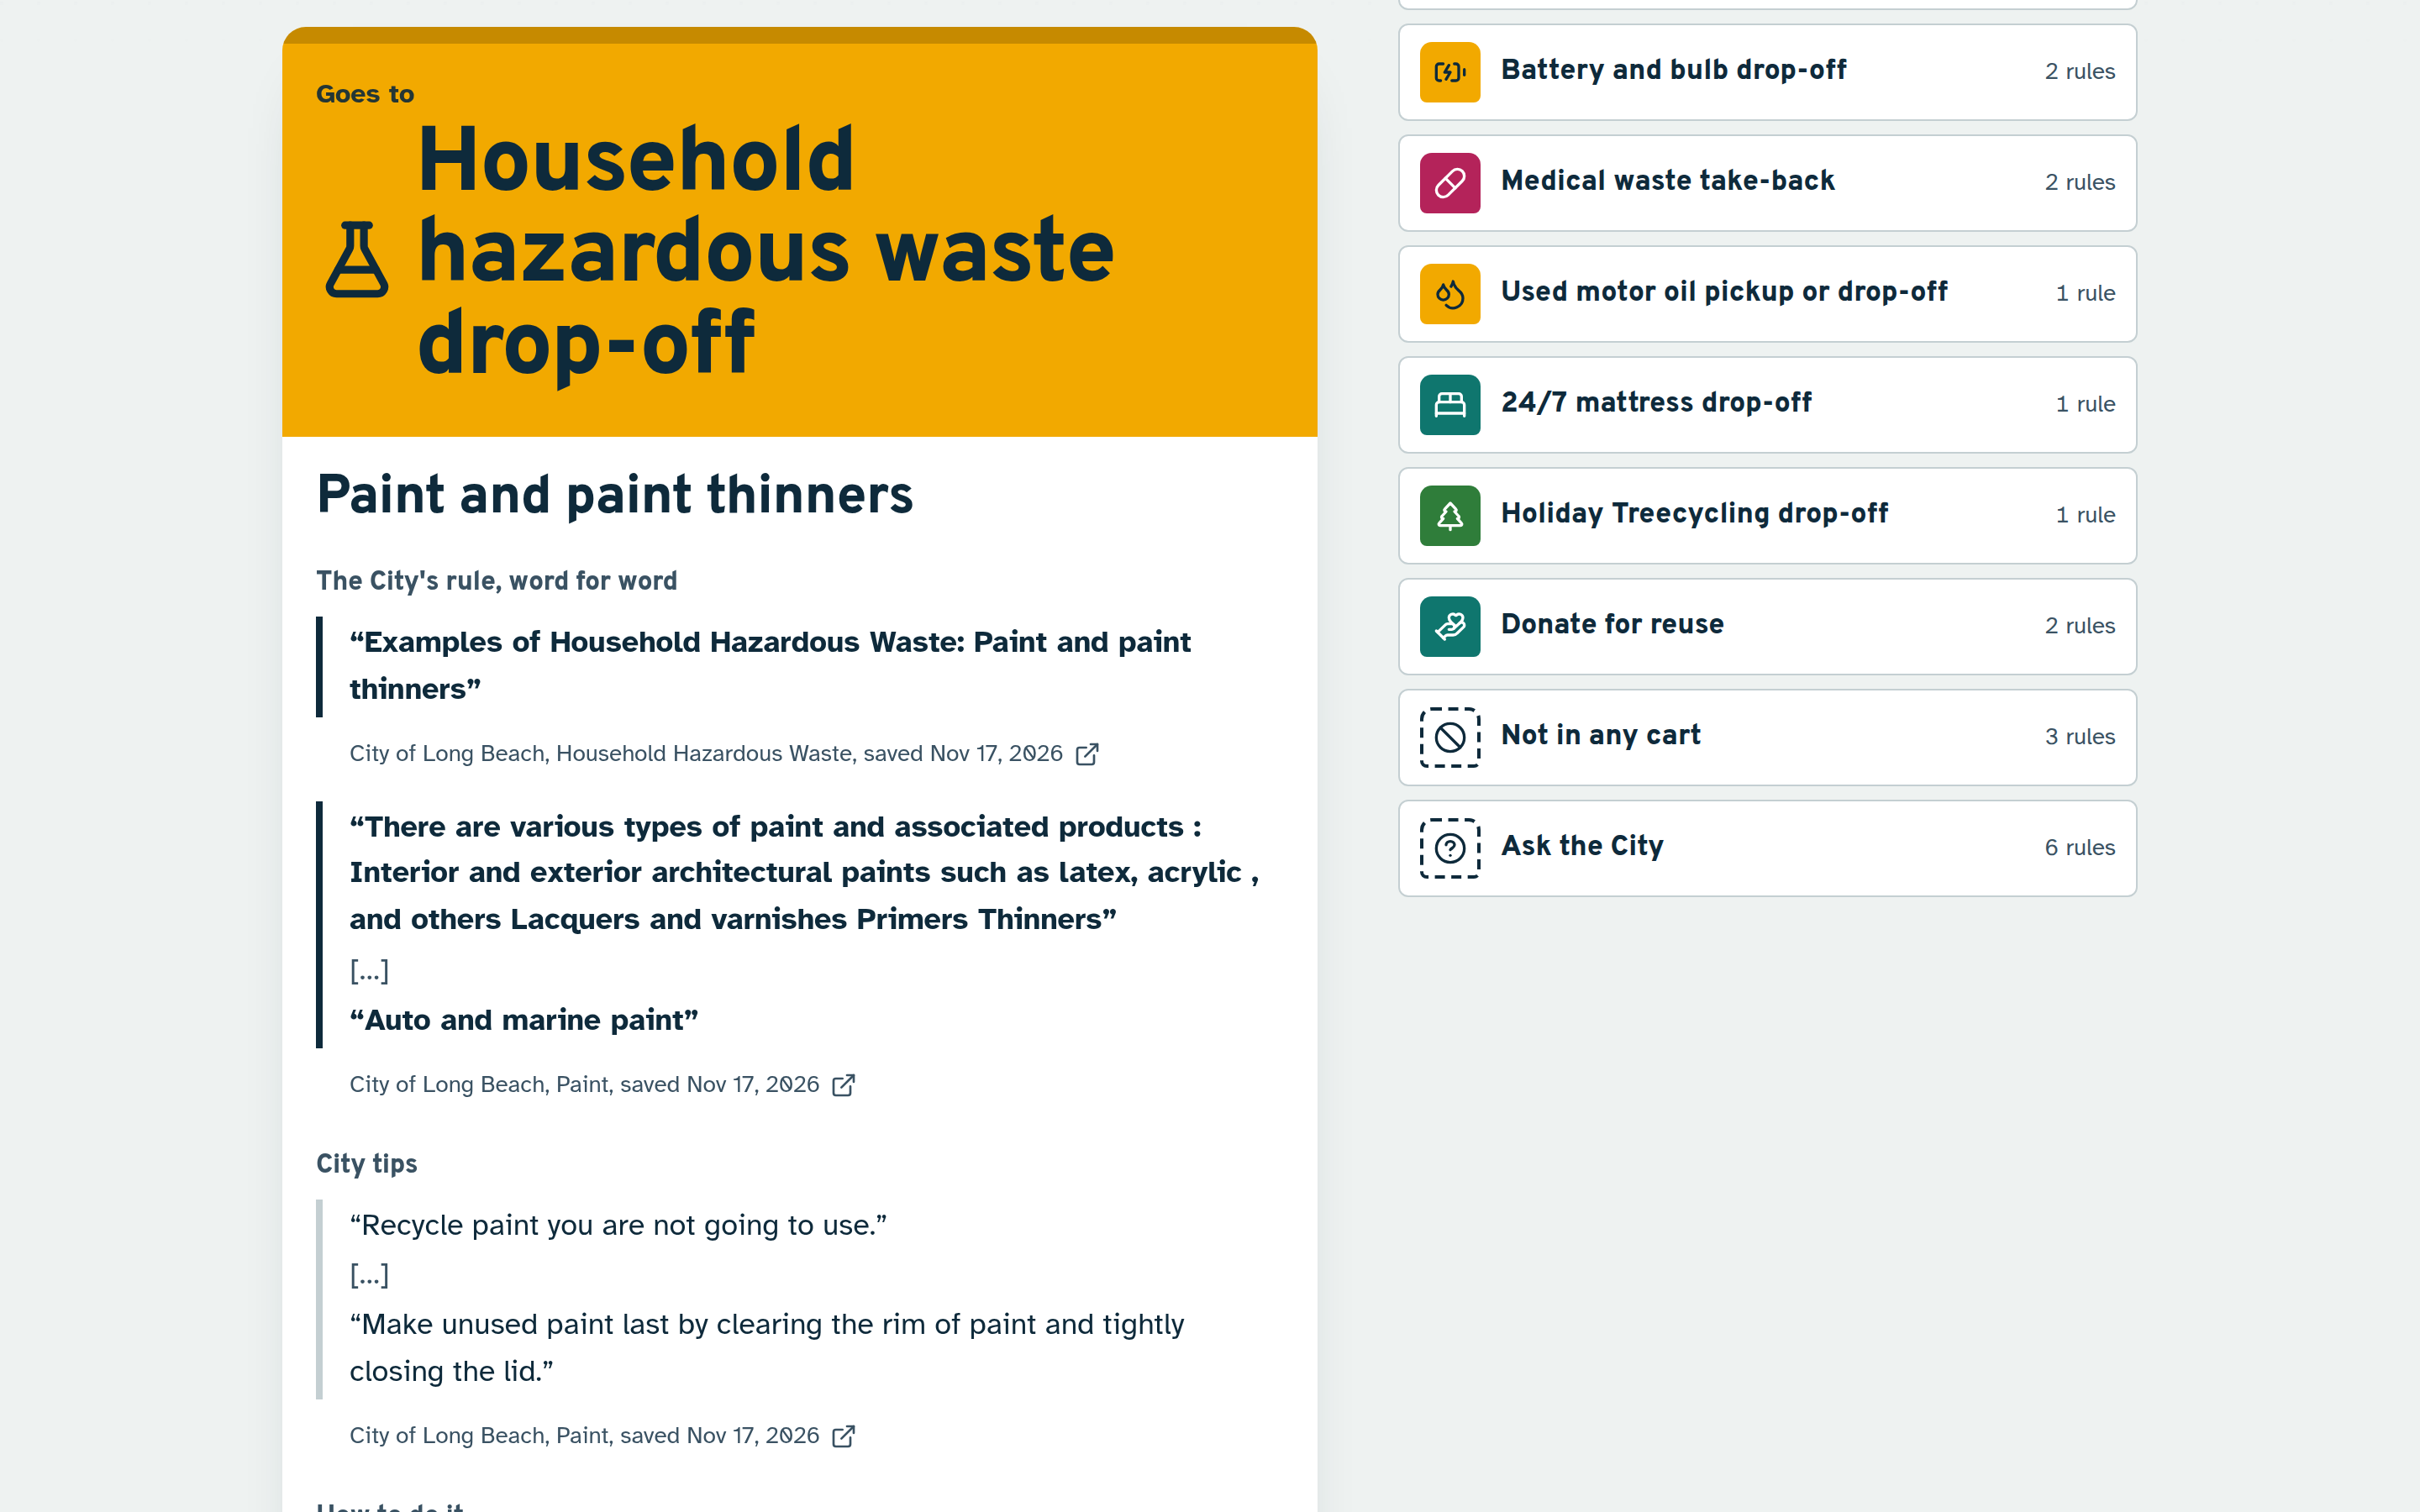 Goes to
Household
hazardous waste
drop-off
Paint and paint thinners
The City's rule, word for word
“Examples of Household Hazardous Waste: Paint and paint
thinners”
City of Long Beach, Household Hazardous Waste, saved Nov 17, 2026
“There are various types of paint and associated products :
Interior and exterior architectural paints such as latex, acrylic ,
and others Lacquers and varnishes Primers Thinners”
[…]
“Auto and marine paint”
City of Long Beach, Paint, saved Nov 17, 2026
City tips
“Recycle paint you are not going to use.”
[…]
“Make unused paint last by clearing the rim of paint and tightly
closing the lid.”
City of Long Beach, Paint, saved Nov 17, 2026
How to do it
Battery and bulb drop-off 2 rules
Medical waste take-back 2 rules
Used motor oil pickup or drop-off 1 rule
24/7 mattress drop-off 1 rule
Holiday Treecycling drop-off 1 rule
Donate for reuse 2 rules
Not in any cart 3 rules
Ask the City 6 rules